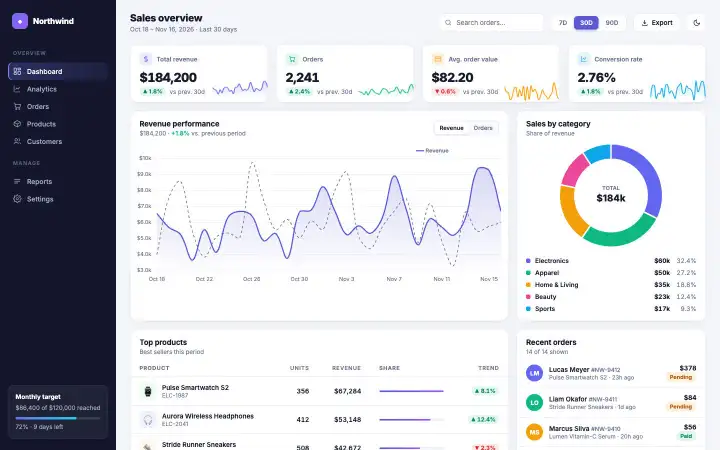 Northwind
OVERVIEW
Dashboard
Analytics
Orders
Products
Customers
MANAGE
Reports
Settings
Monthly target
$86,400 of $120,000 reached
72% · 9 days left
Sales overview
Oct 18 – Nov 16, 2026 · Last 30 days
Search orders...
7D 30D 90D
Export
Total revenue
$184,200
▲ 1.8% vs prev. 30d
Orders
2,241
▲ 2.4% vs prev. 30d
Avg. order value
$82.20
▼ 0.6% vs prev. 30d
Conversion rate
2.76%
▲ 1.8% vs prev. 30d
Revenue performance
$184,200 · +1.8% vs. previous period
Revenue Orders
Revenue
$10k
$9.0k
$8.0k
$7.0k
$6.0k
$5.0k
$4.0k
$3.0k
Oct 18 Oct 22 Oct 26 Oct 30 Nov 3 Nov 7 Nov 11 Nov 15
Sales by category
Share of revenue
TOTAL
$184k
Electronics $60k 32.4%
Apparel $50k 27.2%
Home & Living $35k 18.8%
Beauty $23k 12.4%
Sports $17k 9.3%
Top products
Best sellers this period
PRODUCT UNITS REVENUE SHARE TREND
Pulse Smartwatch S2
ELC-1987
356 $67,284 ▲ 8.1%
Aurora Wireless Headphones
ELC-2041
412 $53,148 ▲ 12.4%
Stride Runner Sneakers
508 $42,672 ▼ 2.3%
Recent orders
14 of 14 shown
LM
Lucas Meyer #NW-9412
Pulse Smartwatch S2 · 23h ago
$378
Pending
LO
Liam Okafor #NW-9411
Stride Runner Sneakers · 1d ago
$84
Pending
MS
Marcus Silva #NW-9410
Lumen Vitamin-C Serum · 20h ago
$56
Paid